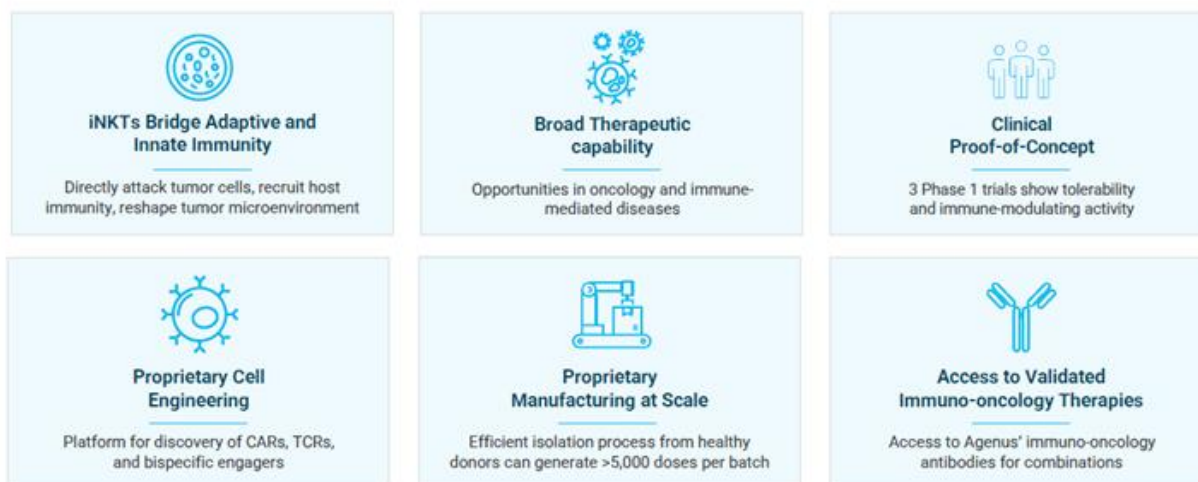 iNKTs Bridge Adaptive and
Innate Immunity
Directly attack tumor cells, recruit host
immunity, reshape tumor microenvironment
Broad Therapeutic
capability
Opportunities in oncology and immune-
mediated diseases
Clinical
Proof-of-Concept
3 Phase 1 trials show tolerability
and immune-modulating activity
Proprietary Cell
Engineering
Platform for discovery of CARs, TCRs,
and bispecific engagers
Proprietary
Manufacturing at Scale
Efficient isolation process from healthy
donors can generate >5,000 doses per batch
Access to Validated
Immuno-oncology Therapies
Access to Agenus' immuno-oncology
antibodies for combinations